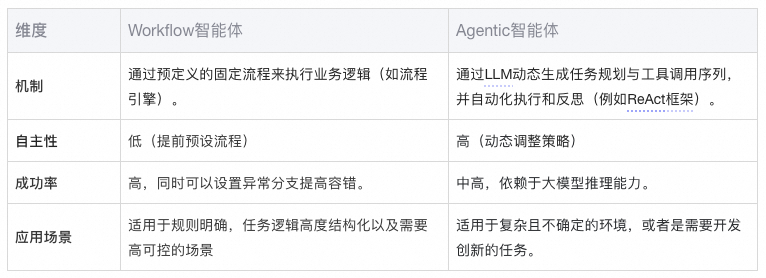 维度
Workflow智能体
Agentic智能体
机制
通过预定义的固定流程来执行业务逻辑（如流程
引擎）。
通过LLM动态生成任务规划与工具调用序列，
并自动化执行和反思（例如ReAct框架）。
自主性
低（提前预设流程）
高（动态调整策略）
成功率
高，同时可以设置异常分支提高容错。
中高，依赖于大模型推理能力。
应用场景
适用于规则明确，任务逻辑高度结构化以及需要
高可控的场景
适用于复杂且不确定的环境，或者是需要开发
创新的任务。